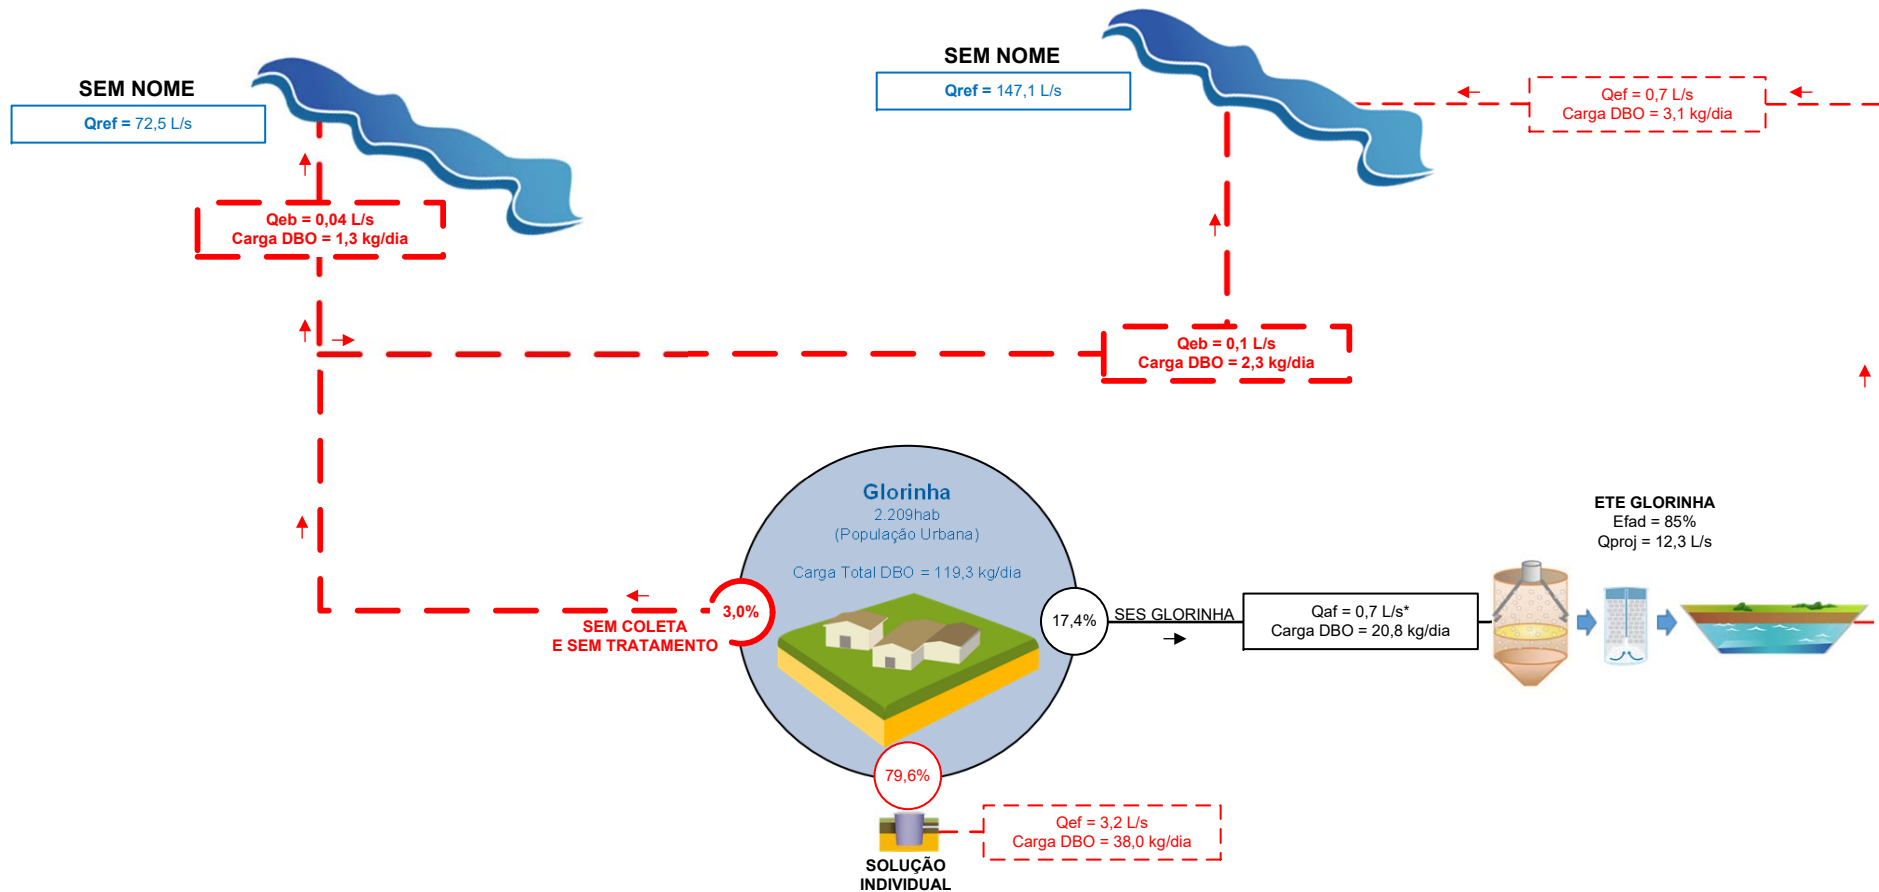 SEM NOME
Qref = 72,5 L/s
SEM NOME
Qref = 147,1 L/s
Qef = 0,7 L/s
Carga DBO = 3,1 kg/dia
Qeb = 0,04 L/s
Carga DBO = 1,3 kg/dia
Qeb = 0,1 L/s
Carga DBO = 2,3 kg/dia
Glorinha
2.209hab
(População Urbana)
Carga Total DBO = 119,3 kg/dia
3,0%
SEM COLETA
E SEM TRATAMENTO
17,4%
SES GLORINHA
Qaf = 0,7 L/s*
Carga DBO = 20,8 kg/dia
ETE GLORINHA
Efad = 85%
Qproj = 12,3 L/s
79,6%
SOLUÇÃO
INDIVIDUAL
Qef = 3,2 L/s
Carga DBO = 38,0 kg/dia